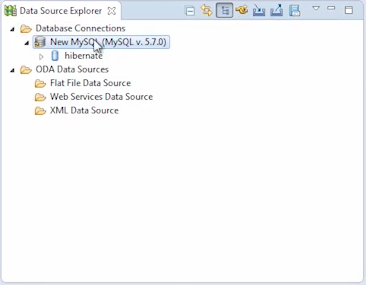 Data Source Explorer
Database Connections
New MySQL (MySQL v. 5.7.0)
hibernate
ODA Data Sources
Flat File Data Source
Web Services Data Source
XML Data Source